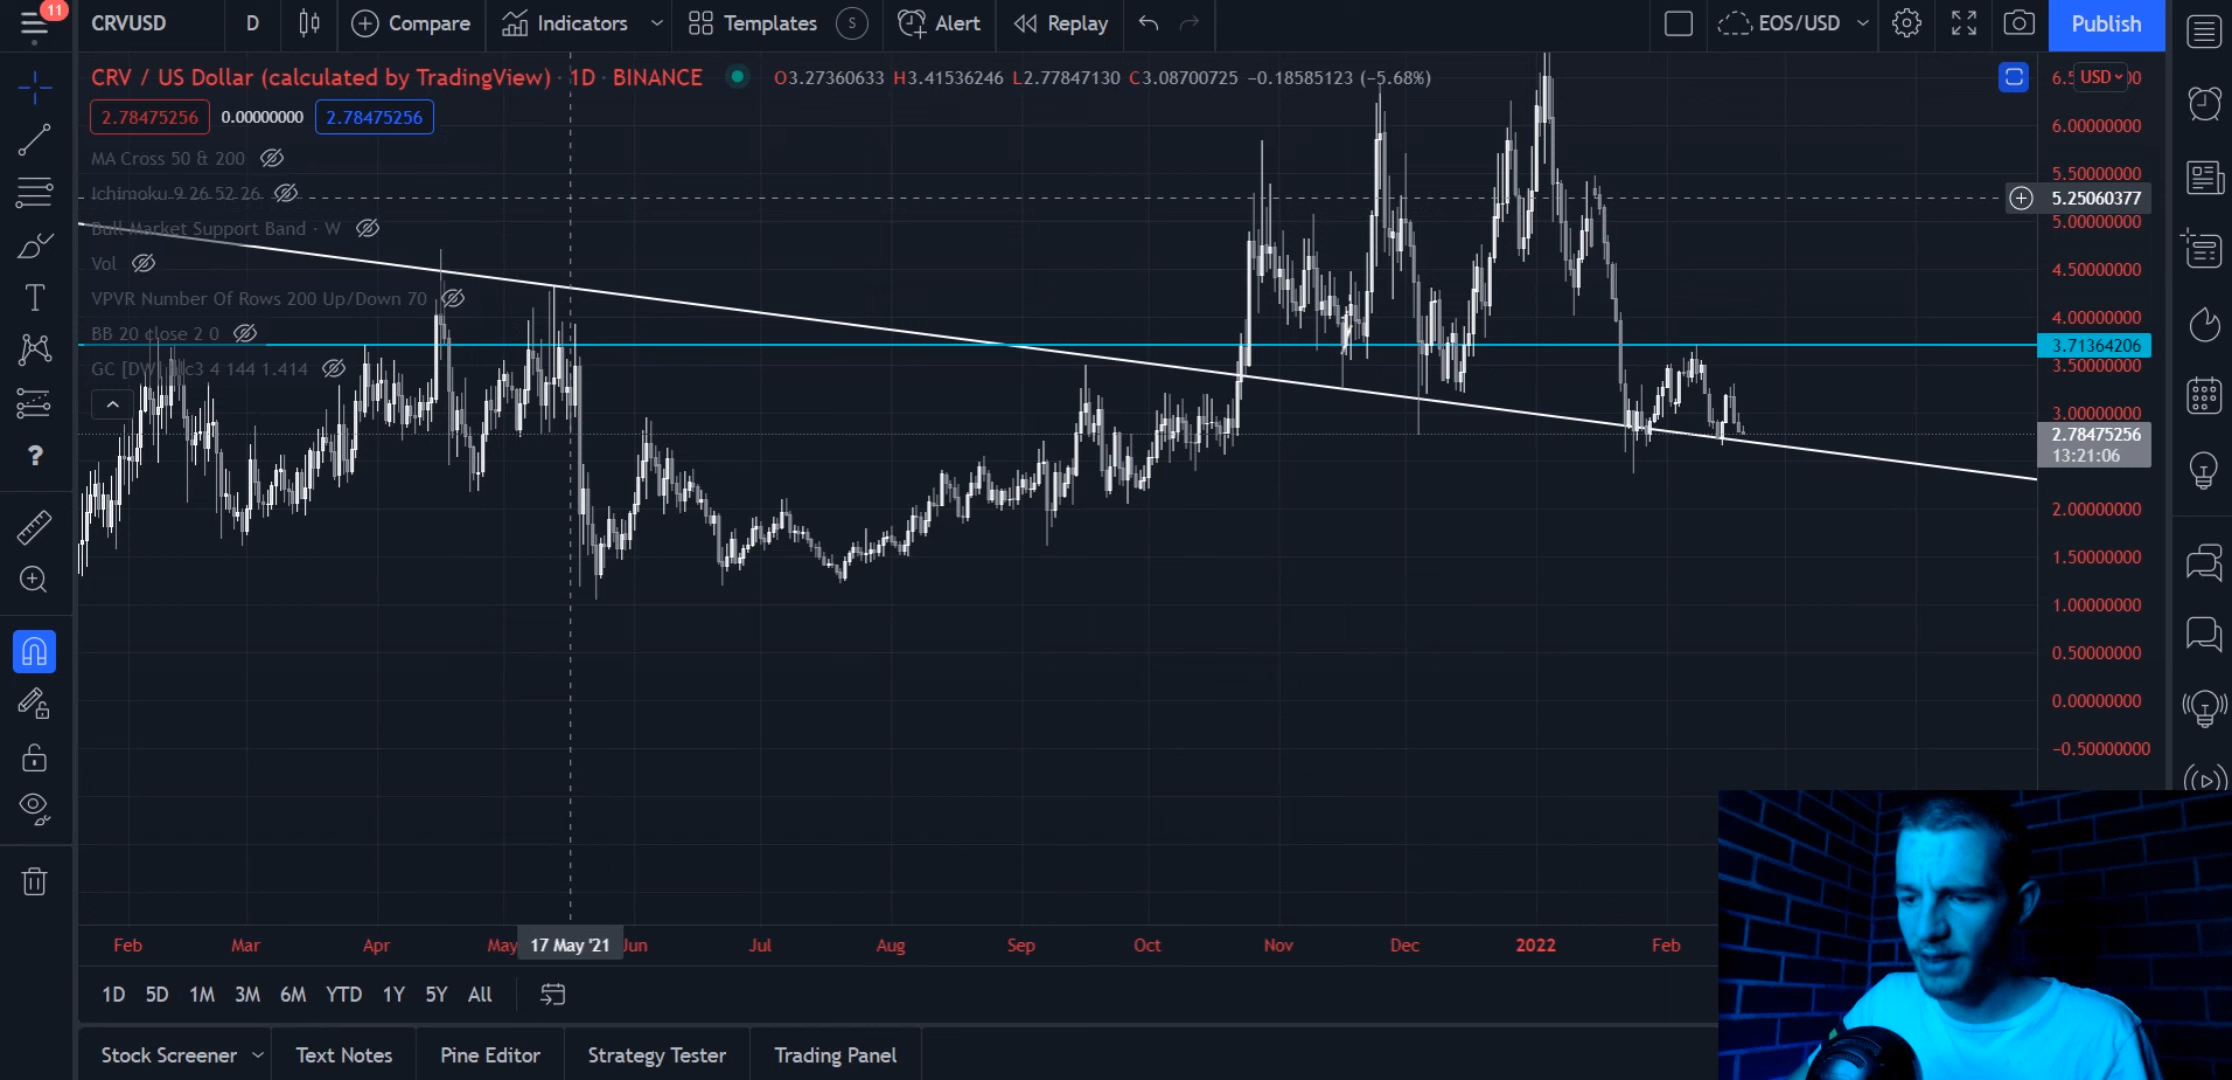 11
CRVUSD D Compare Indicators Templates S Alert Replay EOS/USD Publish
CRV / US Dollar (calculated by TradingView) · 1D · BINANCE O3.27360633 H3.41536246 L2.77847130 C3.08700725 −0.18585123 (−5.68%)
2.78475256 0.00000000 2.78475256
MA Cross 50 & 200
Ichimoku 9 26 52 26
Bull Market Support Band · W
Vol
VPVR Number Of Rows 200 Up/Down 70
BB 20 close 2 0
GC 3 4 144 1.414
USD
6.00000000
5.50000000
5.25060377
5.00000000
4.50000000
4.00000000
3.71364206
3.50000000
3.00000000
2.78475256
13:21:06
2.00000000
1.50000000
1.00000000
0.50000000
0.00000000
−0.50000000
Feb Mar Apr May 17 May '21 Jun Jul Aug Sep Oct Nov Dec 2022 Feb
1D 5D 1M 3M 6M YTD 1Y 5Y All
Stock Screener Text Notes Pine Editor Strategy Tester Trading Panel